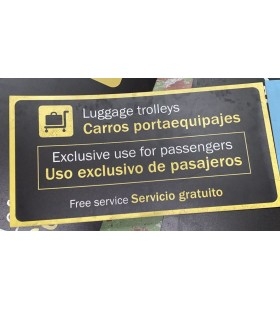 Luggage trolleys
Carros portaequipajes
Exclusive use for passengers
Uso exclusivo de pasajeros
Free service Servicio gratuito